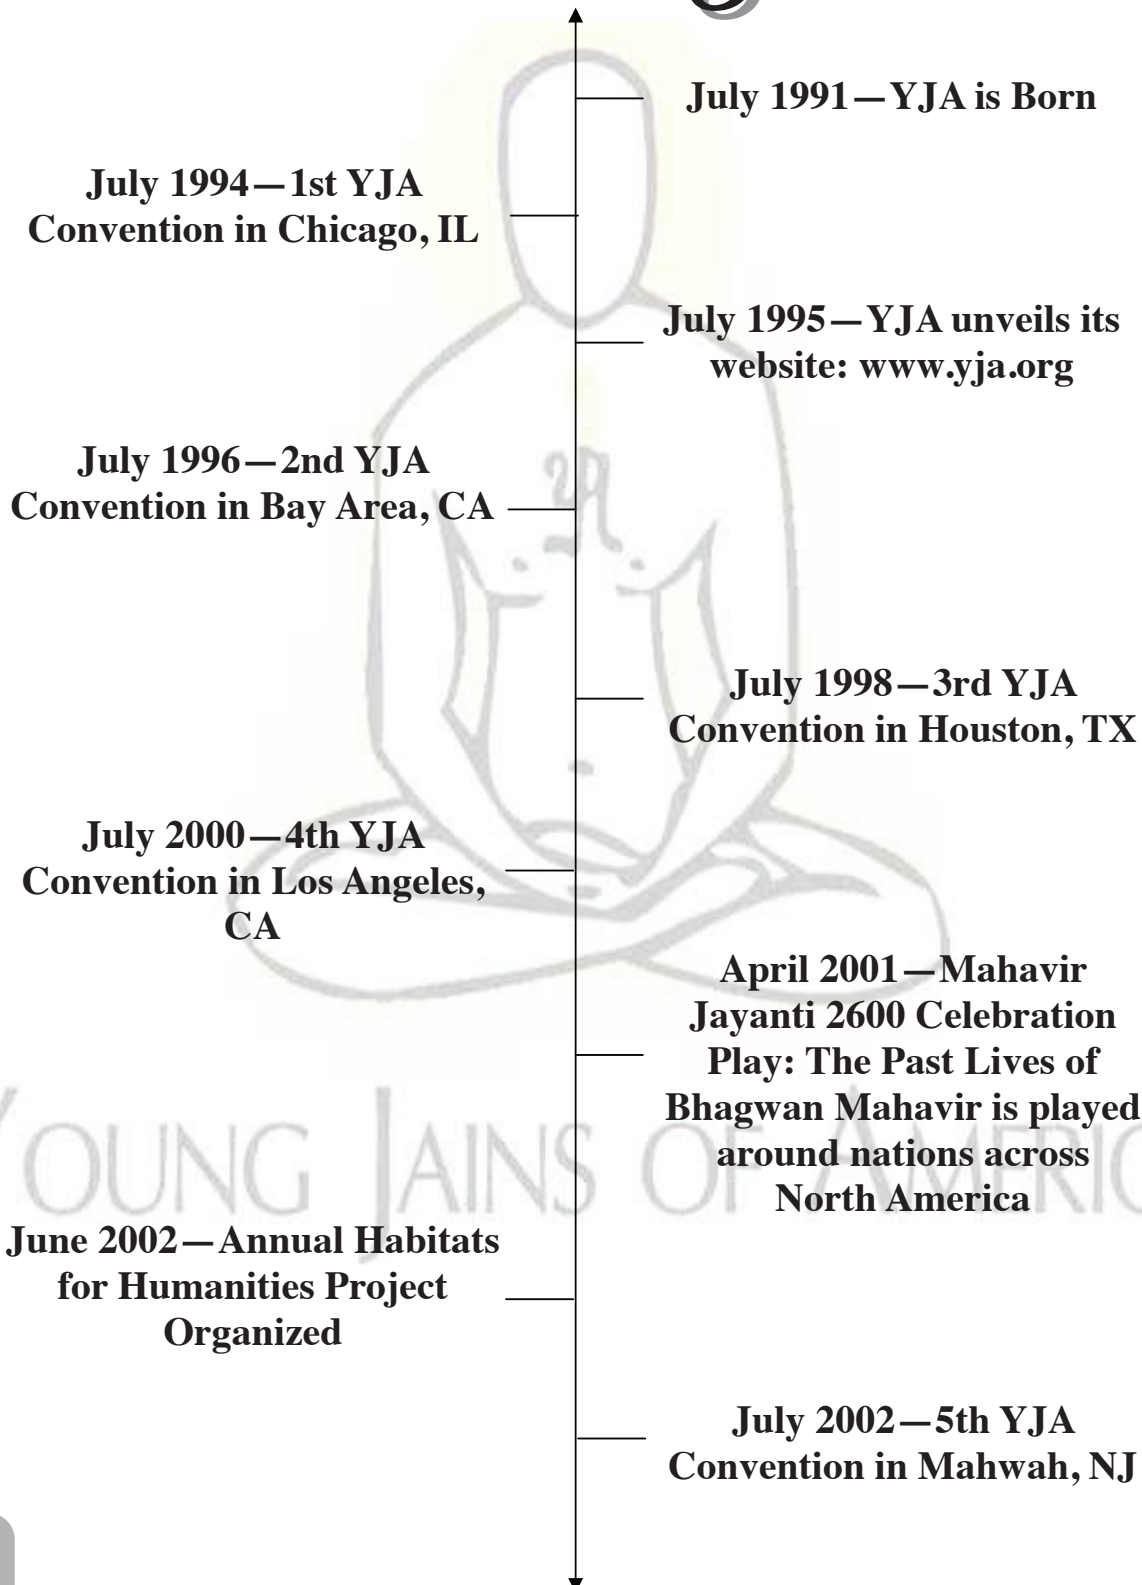 July 1991—YJA is Born
July 1994—1st YJA
Convention in Chicago, IL
July 1995—YJA unveils its
website: www.yja.org
July 1996—2nd YJA
Convention in Bay Area, CA
July 1998—3rd YJA
Convention in Houston, TX
July 2000—4th YJA
Convention in Los Angeles,
CA
April 2001—Mahavir
Jayanti 2600 Celebration
Play: The Past Lives of
Bhagwan Mahavir is played
around nations across
North America
YOUNG JAINS OF AMERIC
June 2002—Annual Habitats
for Humanities Project
Organized
July 2002—5th YJA
Convention in Mahwah, NJ